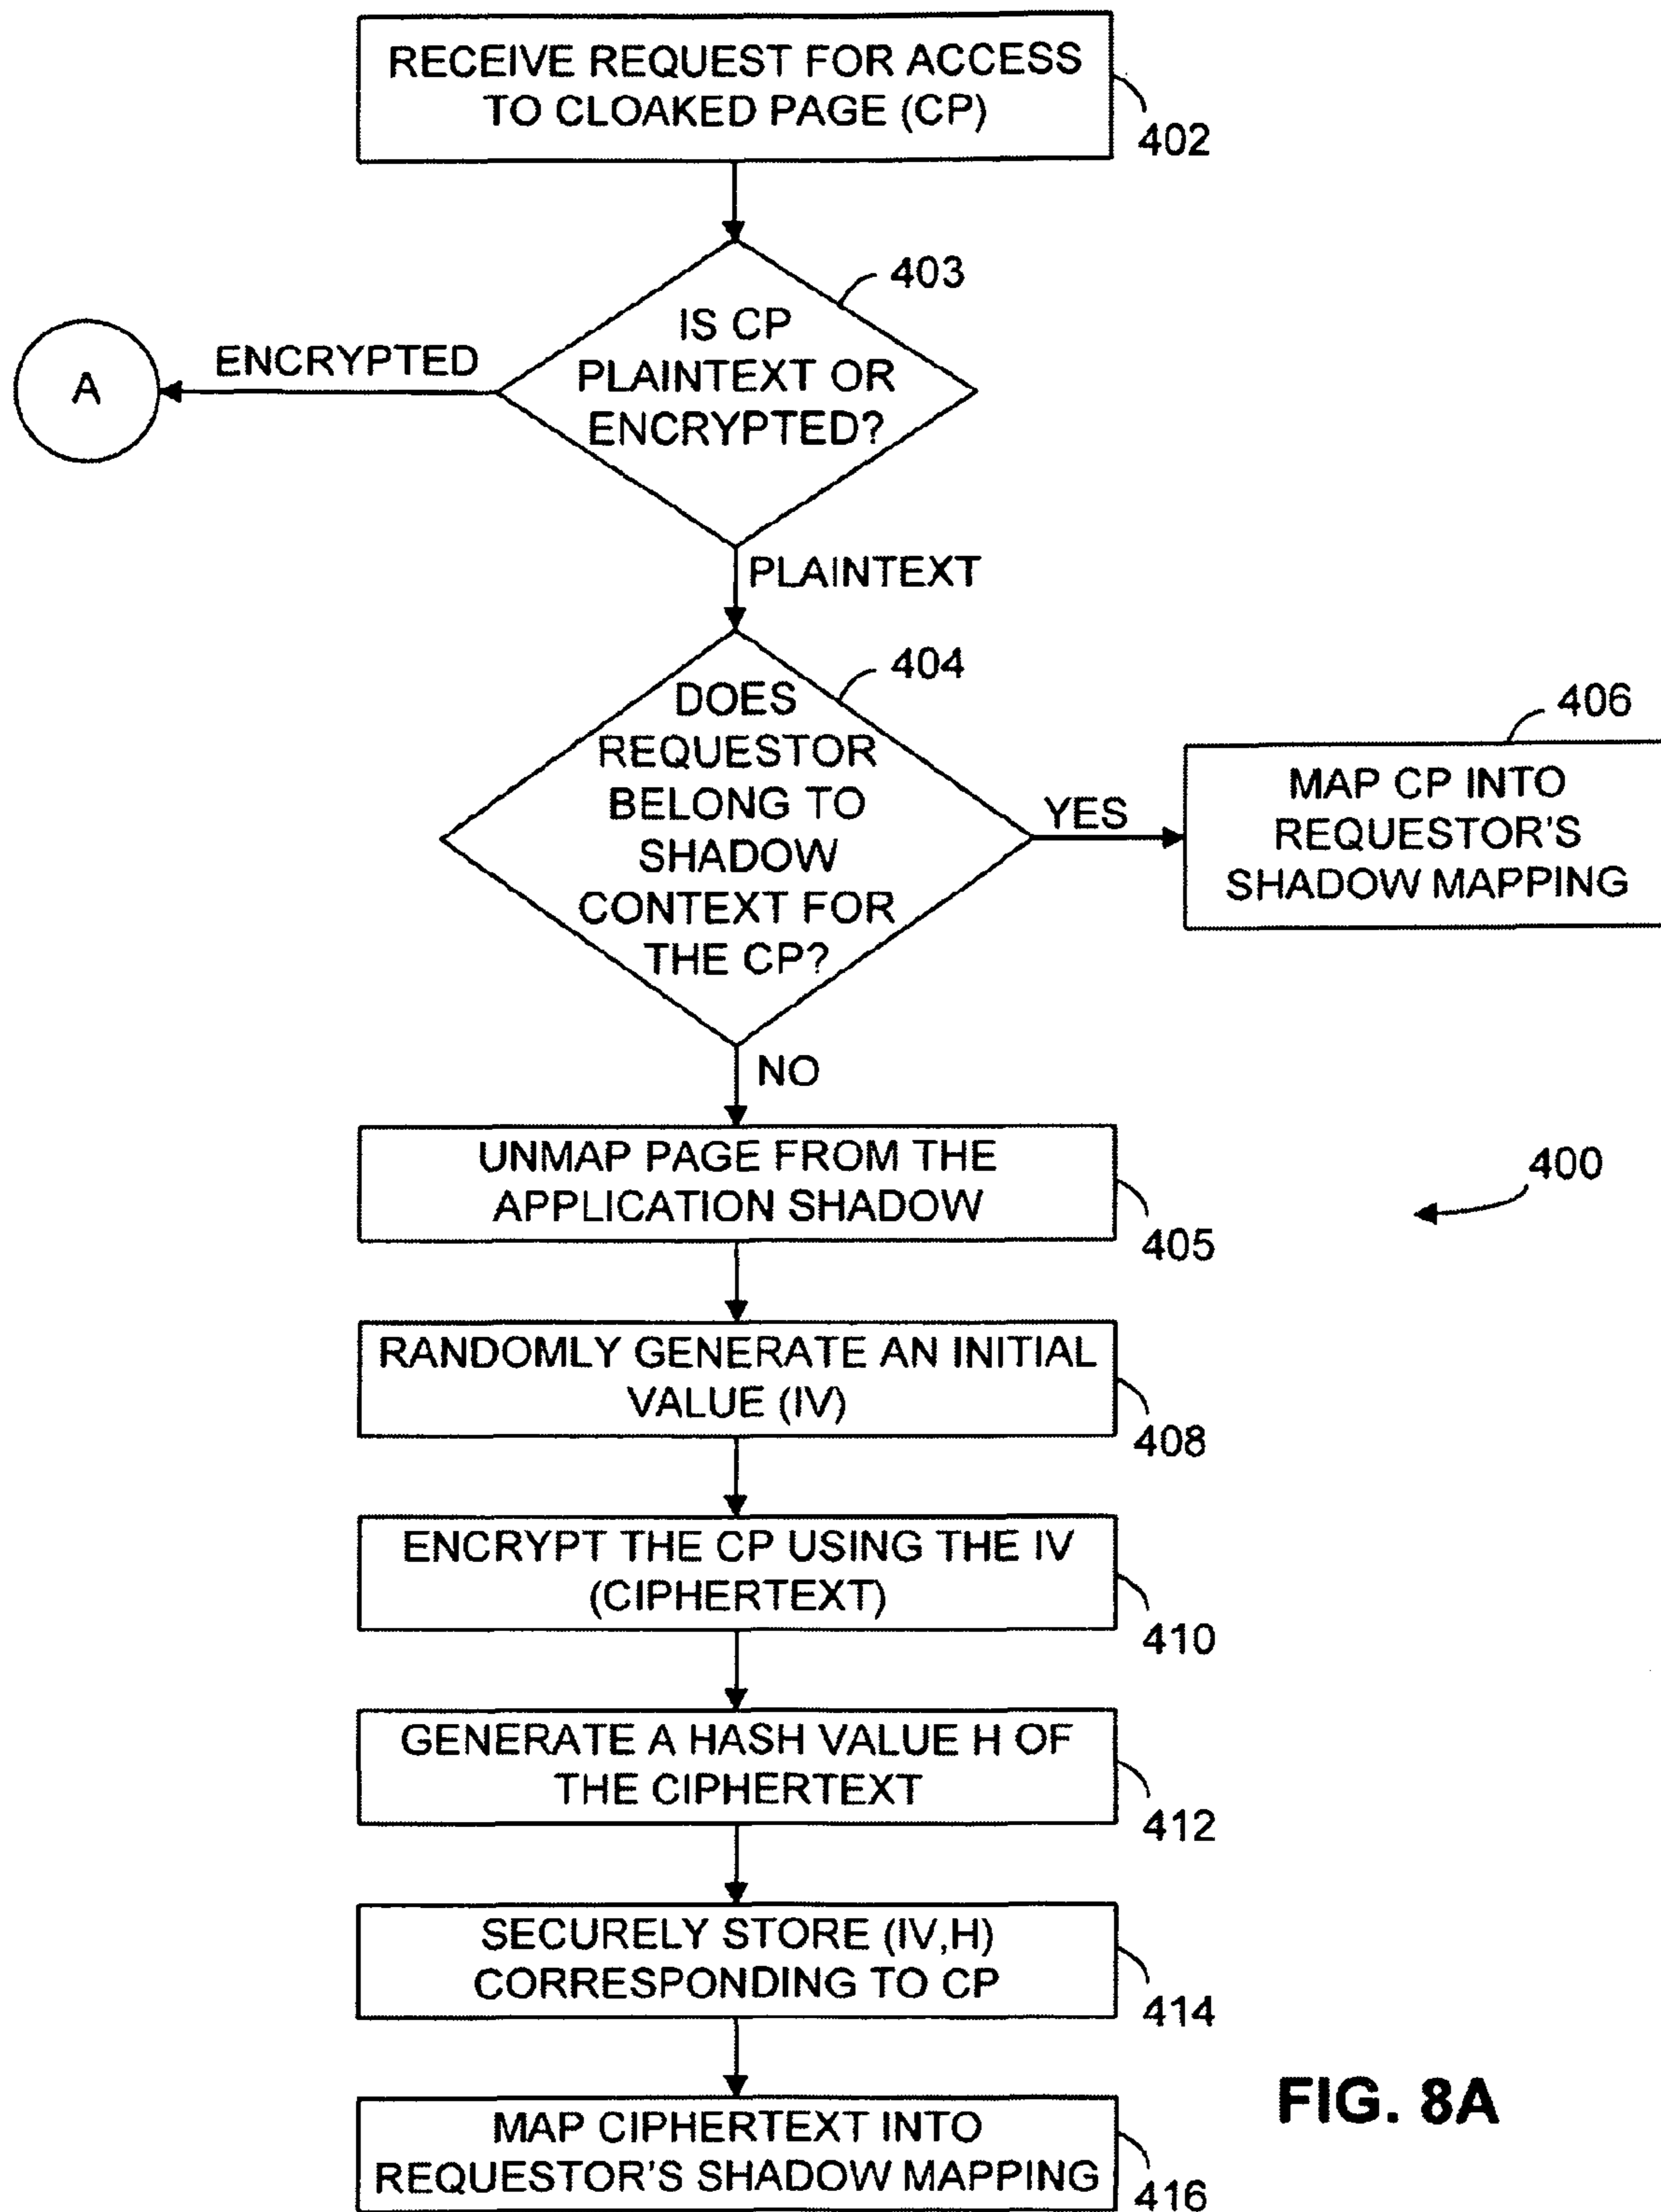 RECEIVE REQUEST FOR ACCESS
TO CLOAKED PAGE (CP)
402
403
IS CP
PLAINTEXT OR
ENCRYPTED?
ENCRYPTED
A
PLAINTEXT
404
DOES
REQUESTOR
BELONG TO
SHADOW
CONTEXT FOR
THE CP?
YES
406
MAP CP INTO
REQUESTOR'S
SHADOW MAPPING
NO
UNMAP PAGE FROM THE
APPLICATION SHADOW
405
400
RANDOMLY GENERATE AN INITIAL
VALUE (IV)
408
ENCRYPT THE CP USING THE IV
(CIPHERTEXT)
410
GENERATE A HASH VALUE H OF
THE CIPHERTEXT
412
SECURELY STORE (IV,H)
CORRESPONDING TO CP
414
MAP CIPHERTEXT INTO
REQUESTOR'S SHADOW MAPPING
416
FIG. 8A